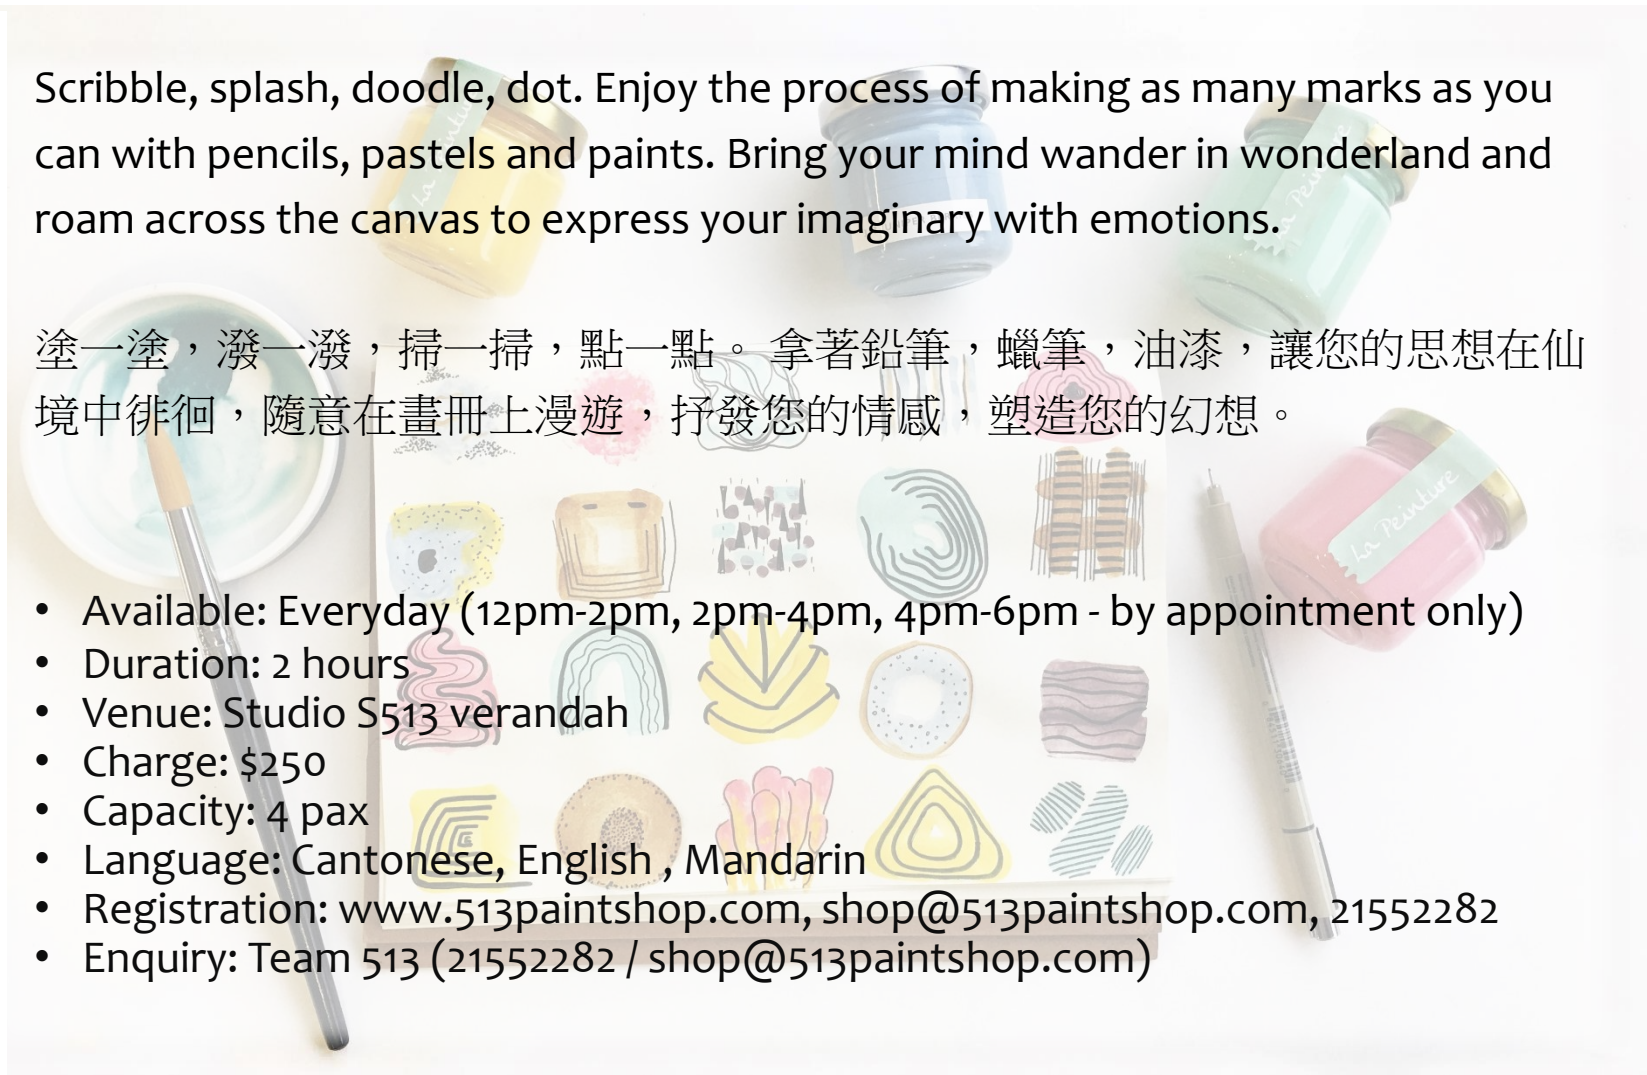 Scribble, splash, doodle, dot. Enjoy the process of making as many marks as you
can with pencils, pastels and paints. Bring your mind wander in wonderland and
roam across the canvas to express your imaginary with emotions.
塗一塗，潑一潑，掃一掃，點一點。 拿著鉛筆，蠟筆，油漆，讓您的思想在仙
境中徘徊，隨意在畫冊上漫遊，抒發您的情感，塑造您的幻想。
La Peinture
La Peinture
La Peinture
• Available: Everyday (12pm-2pm, 2pm-4pm, 4pm-6pm - by appointment only)
• Duration: 2 hours
• Venue: Studio S513 verandah
• Charge: $250
• Capacity: 4 pax
• Language: Cantonese, English , Mandarin
• Registration: www.513paintshop.com, shop@513paintshop.com, 21552282
• Enquiry: Team 513 (21552282 / shop@513paintshop.com)